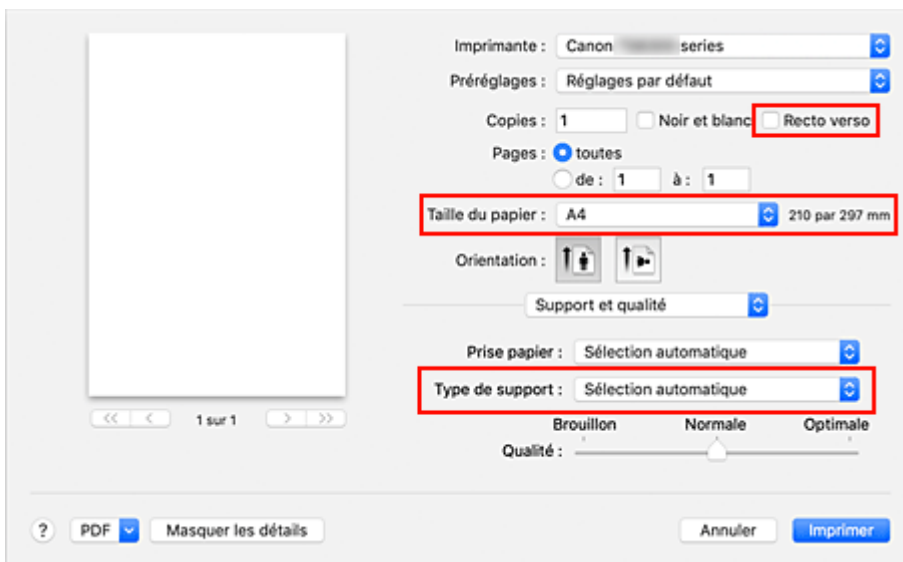 Imprimante : Canon series
Préréglages : Réglages par défaut
Copies : 1 Noir et blanc Recto verso
Pages : toutes
de : 1 à : 1
Taille du papier : A4 210 par 297 mm
Orientation :
Support et qualité
Prise papier : Sélection automatique
Type de support : Sélection automatique
Brouillon Normale Optimale
Qualité :
<< < 1 sur 1 > >>
? PDF Masquer les détails Annuler Imprimer